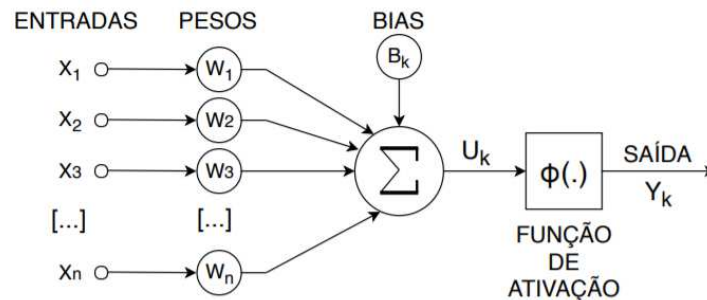 ENTRADAS PESOS BIAS
X1 W1 Bk
X2 W2
X3 W3 Σ Uk ϕ(.) SAÍDA
Yk
[...] [...]
Xn Wn
FUNÇÃO
DE
ATIVAÇÃO